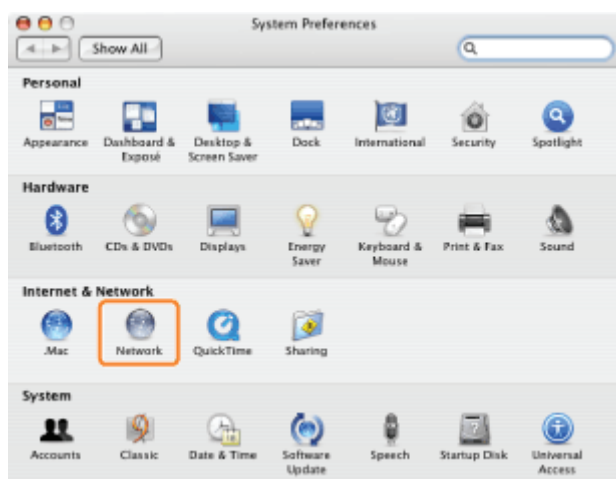 System Preferences
Show All
Personal
Appearance Dashboard & Exposé Desktop & Screen Saver Dock International Security Spotlight
Hardware
Bluetooth CDs & DVDs Displays Energy Saver Keyboard & Mouse Print & Fax Sound
Internet & Network
.Mac Network QuickTime Sharing
System
Accounts Classic Date & Time Software Update Speech Startup Disk Universal Access